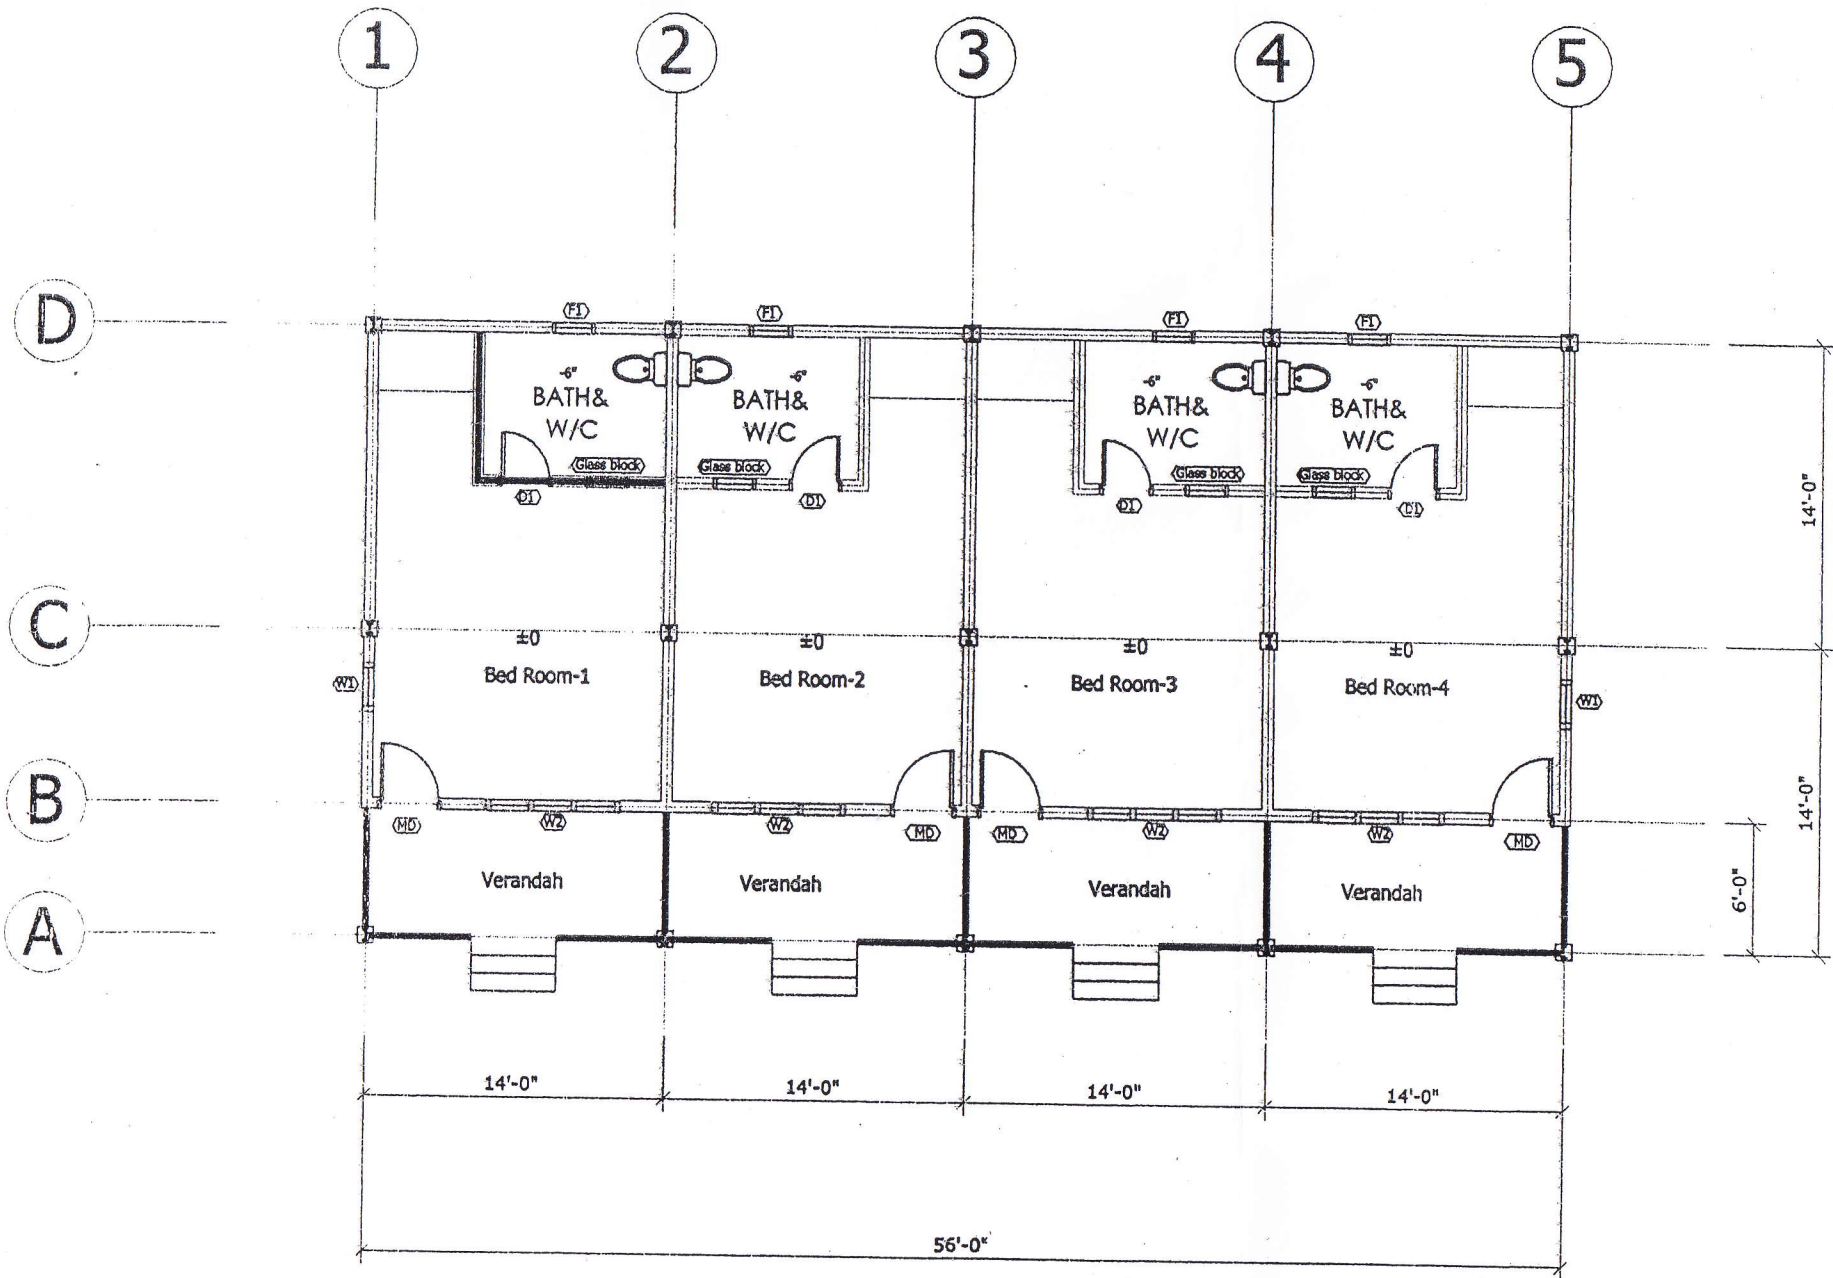 1 2 3 4 5
D
F1 F1 F1 F1
-6" -6" -6" -6"
BATH& BATH& BATH& BATH&
W/C W/C W/C W/C
Glass block Glass block Glass block Glass block
D1 D1 D1 D1
14'-0"
C
±0 ±0 ±0 ±0
Bed Room-1 Bed Room-2 Bed Room-3 Bed Room-4
W1 W1
B
MD W2 W2 MD MD W2 W2 MD
14'-0"
Verandah Verandah Verandah Verandah
6'-0"
A
14'-0" 14'-0" 14'-0" 14'-0"
56'-0"